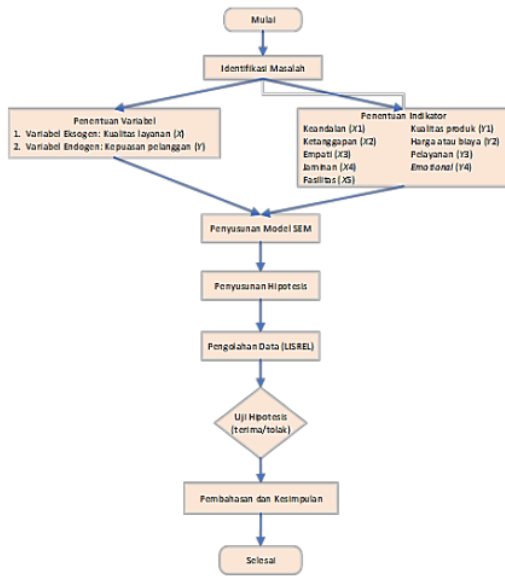 Mulai
Identifikasi Masalah
Penentuan Variabel
1. Variabel Eksogen: Kualitas layanan (X)
2. Variabel Endogen: Kepuasan pelanggan (Y)
Penentuan Indikator
Keandalan (X1)
Ketanggapan (X2)
Empati (X3)
Jaminan (X4)
Fasilitas (X5)
Kualitas produk (Y1)
Harga atau biaya (Y2)
Pelayanan (Y3)
Emotional (Y4)
Penyusunan Model SEM
Penyusunan Hipotesis
Pengolahan Data (LISREL)
Uji Hipotesis
(terima/tolak)
Pembahasan dan Kesimpulan
Selesai